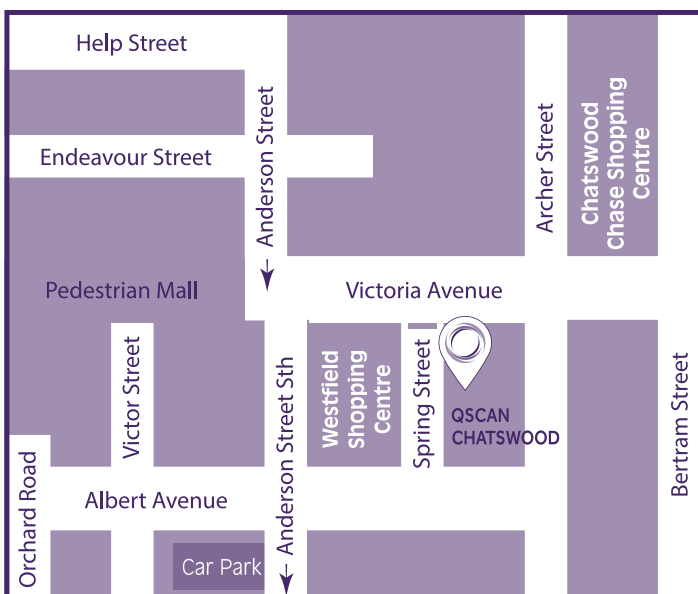 Help Street
Endeavour Street
Anderson Street
Archer Street
Chatswood
Chase Shopping
Centre
Pedestrian Mall
Victoria Avenue
Victor Street
Anderson Street Sth
Westfield
Shopping
Centre
Spring Street
QSCAN
CHATSWOOD
Bertram Street
Orchard Road
Albert Avenue
Car Park